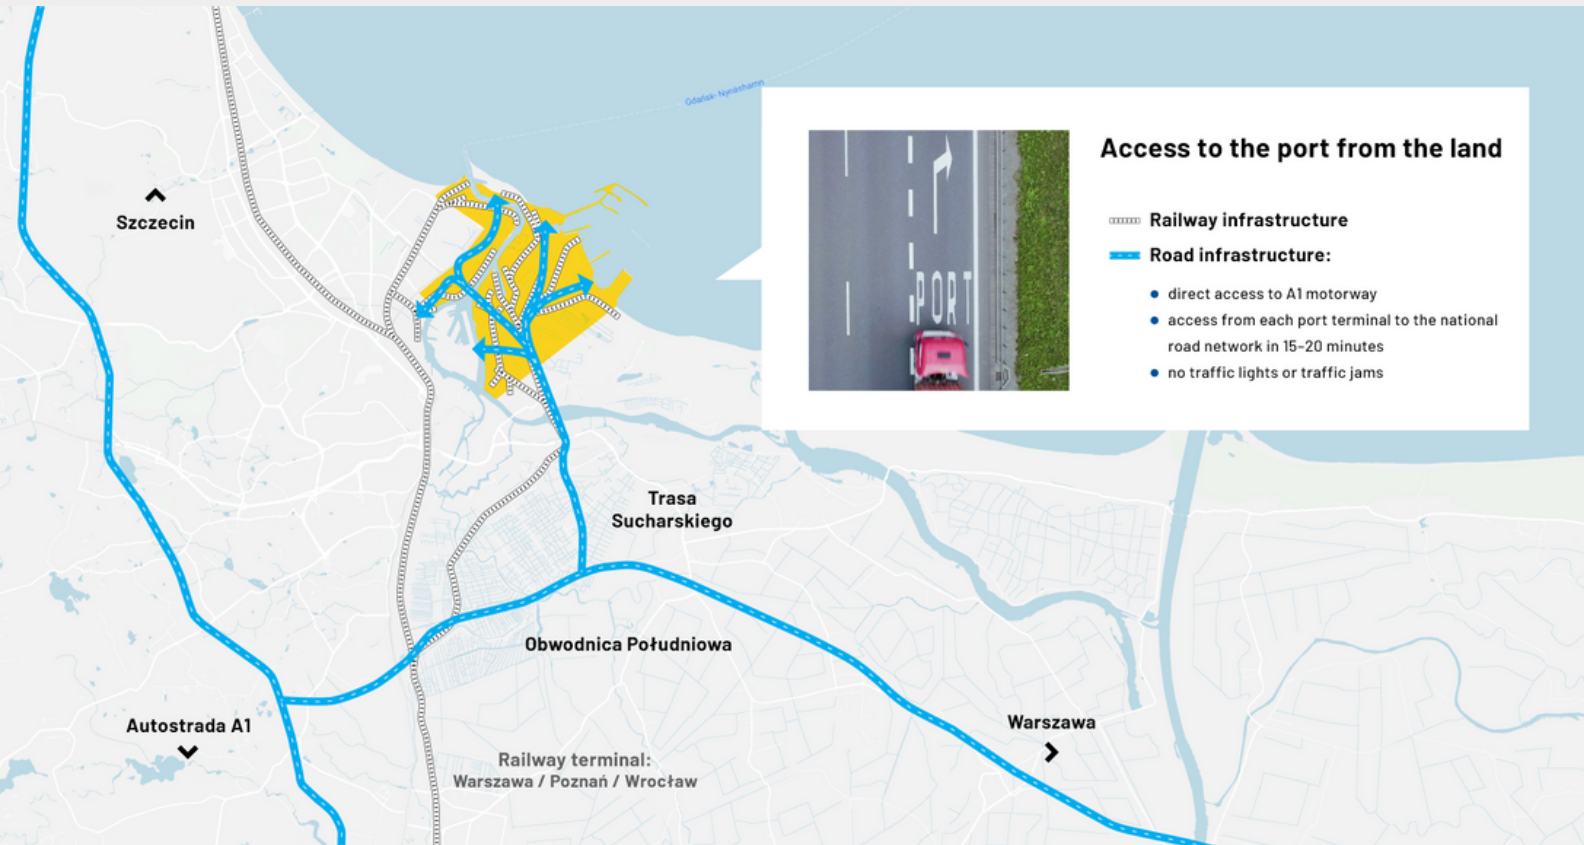 Gdańsk-Nynäshamn
Access to the port from the land
PORT
Railway infrastructure
Road infrastructure:
direct access to A1 motorway
access from each port terminal to the national
road network in 15-20 minutes
no traffic lights or traffic jams
Szczecin
Trasa
Sucharskiego
Obwodnica Południowa
Autostrada A1
Warszawa
Railway terminal:
Warszawa / Poznań / Wrocław